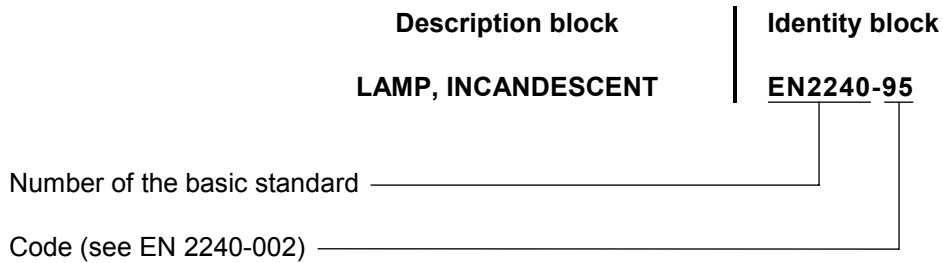 Description block Identity block
LAMP, INCANDESCENT EN2240-95
Number of the basic standard
Code (see EN 2240-002)